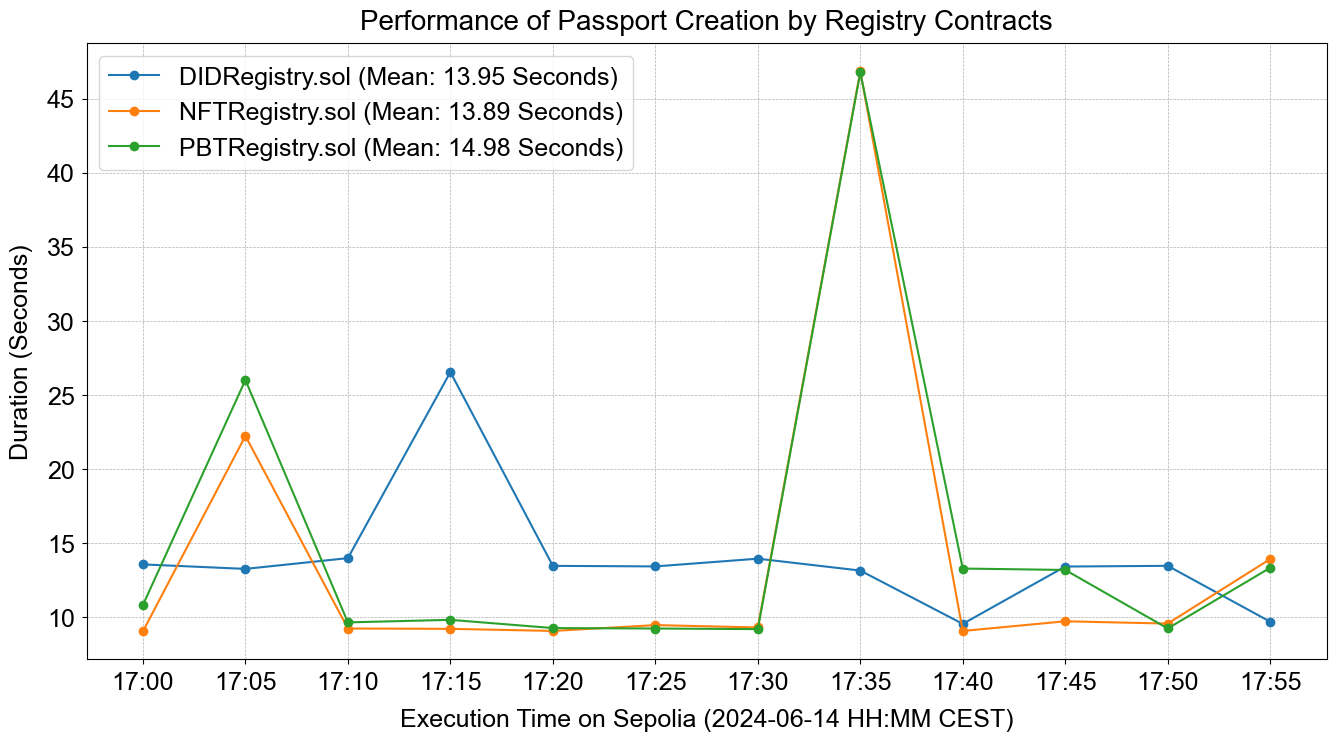 Performance of Passport Creation by Registry Contracts
DIDRegistry.sol (Mean: 13.95 Seconds)
NFTRegistry.sol (Mean: 13.89 Seconds)
PBTRegistry.sol (Mean: 14.98 Seconds)
Duration (Seconds)
45
40
35
30
25
20
15
10
17:00 17:05 17:10 17:15 17:20 17:25 17:30 17:35 17:40 17:45 17:50 17:55
Execution Time on Sepolia (2024-06-14 HH:MM CEST)